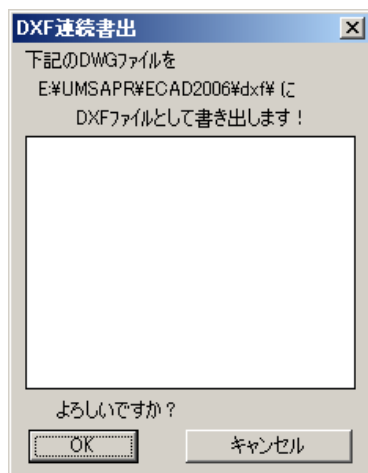 DXF連続書出
下記のDWGファイルを
E:¥UMSAPR¥ECAD2006¥dxf¥ に
DXFファイルとして書き出します！
よろしいですか？
OK キャンセル